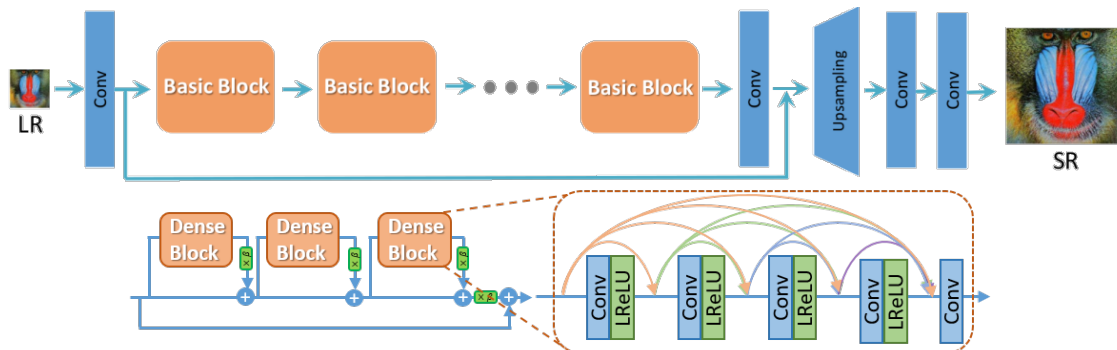 LR
Conv
Basic Block
Basic Block
Basic Block
Conv
Upsampling
Conv
Conv
SR
Dense
Block
× β
Dense
Block
× β
Dense
Block
× β
+
+
+
× β
+
Conv
LReLU
Conv
LReLU
Conv
LReLU
Conv
LReLU
Conv